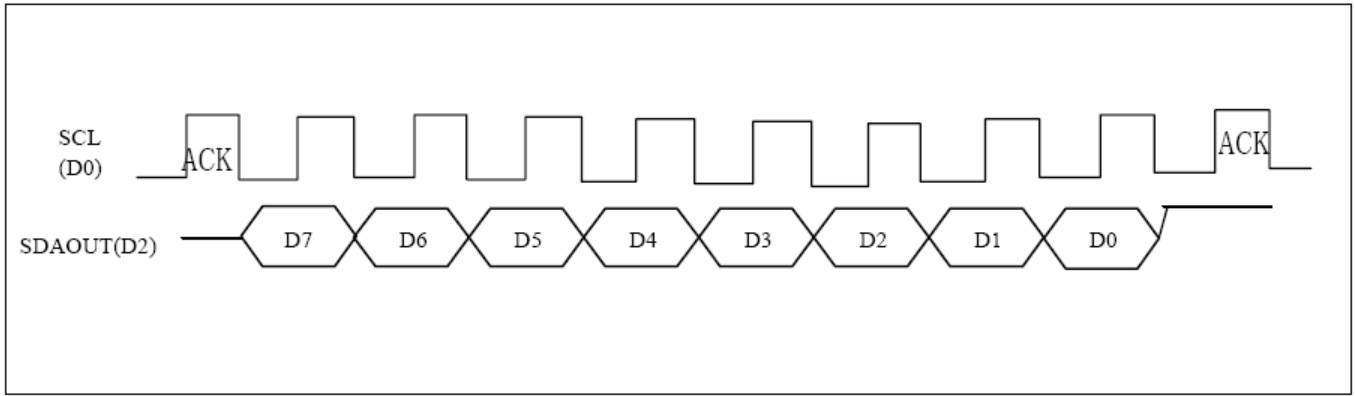 SCL
(D0)
ACK
ACK
SDAOUT(D2)
D7
D6
D5
D4
D3
D2
D1
D0